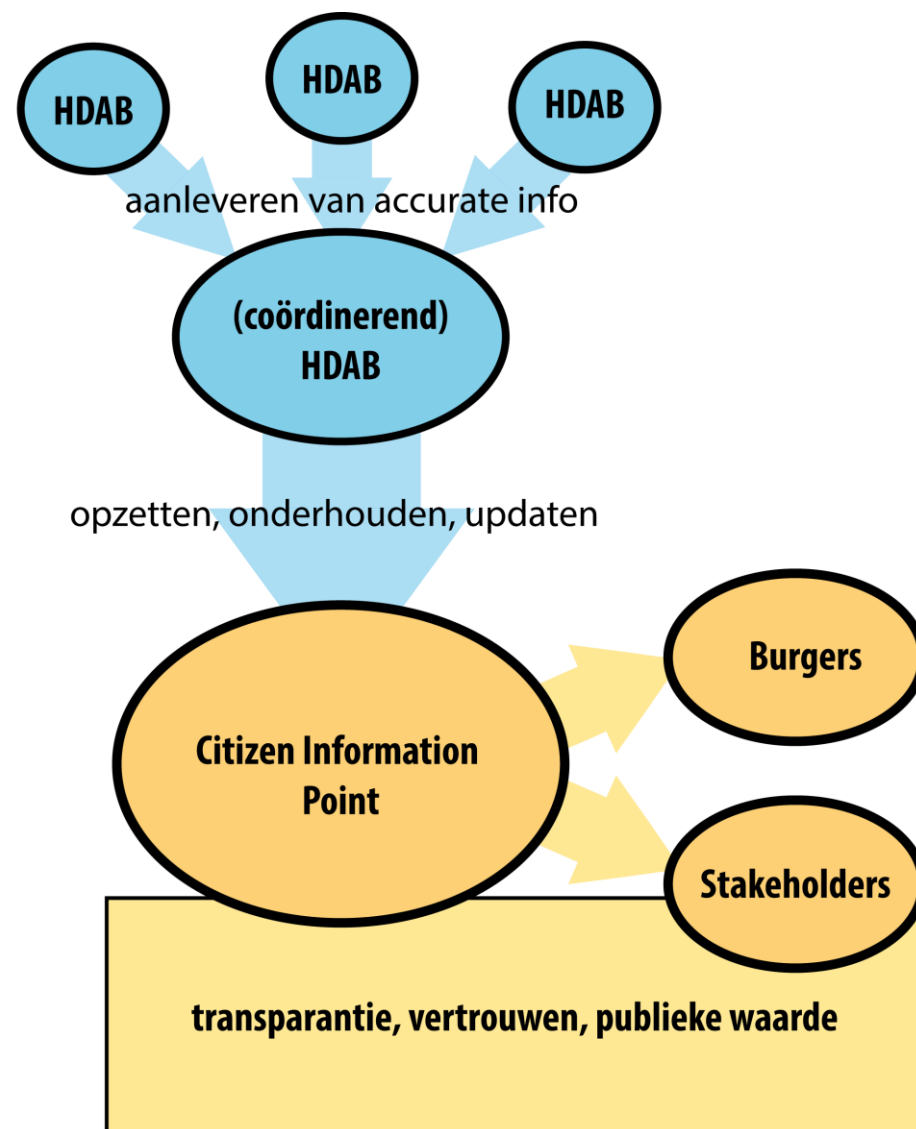 HDAB
HDAB
HDAB
aanleveren van accurate info
(coördinerend)
HDAB
opzetten, onderhouden, updaten
Citizen Information
Point
Burgers
Stakeholders
transparantie, vertrouwen, publieke waarde